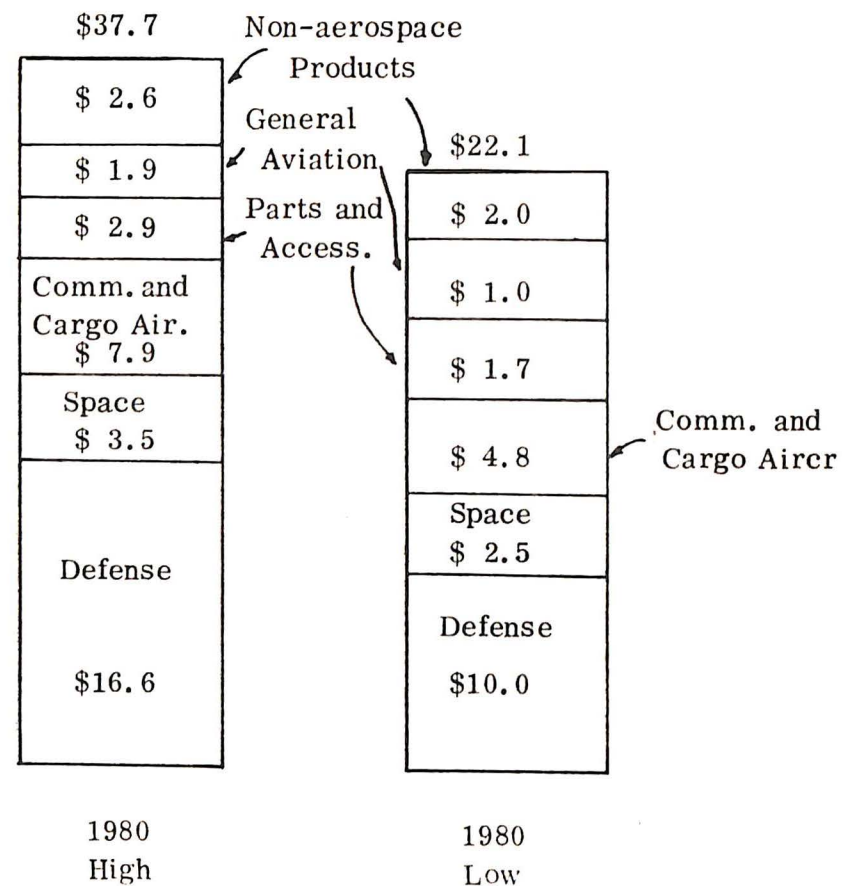 $37.7
Non-aerospace
Products
$ 2.6
General
Aviation
$ 1.9
Parts and
Access.
$ 2.9
Comm. and
Cargo Air.
$ 7.9
Space
$ 3.5
Defense
$16.6
1980
High
$22.1
$ 2.0
$ 1.0
$ 1.7
$ 4.8
Comm. and
Cargo Aircr
Space
$ 2.5
Defense
$10.0
1980
Low